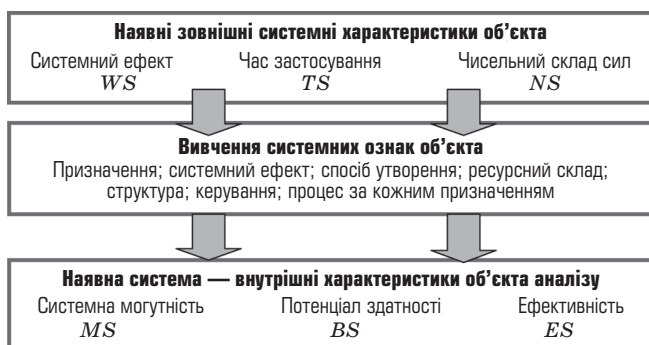 Наявні зовнішні системні характеристики об’єкта
Системний ефект Час застосування Чисельний склад сил
WS TS NS
Вивчення системних ознак об’єкта
Призначення; системний ефект; спосіб утворення; ресурсний склад;
структура; керування; процес за кожним призначенням
Наявна система — внутрішні характеристики об’єкта аналізу
Системна могутність Потенціал здатності Ефективність
MS BS ES